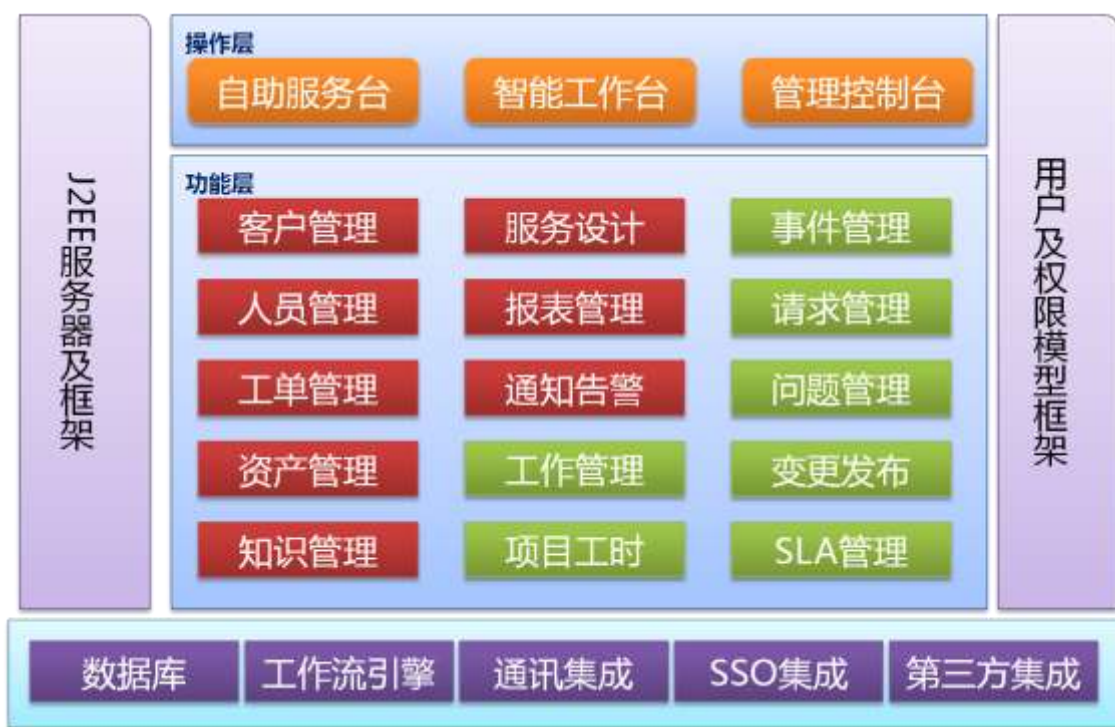 J2EE服务器及框架
操作层
自助服务台
智能工作台
管理控制台
功能层
客户管理
服务设计
事件管理
人员管理
报表管理
请求管理
工单管理
通知告警
问题管理
资产管理
工作管理
变更发布
知识管理
项目工时
SLA管理
用户及权限模型框架
数据库
工作流引擎
通讯集成
SSO集成
第三方集成